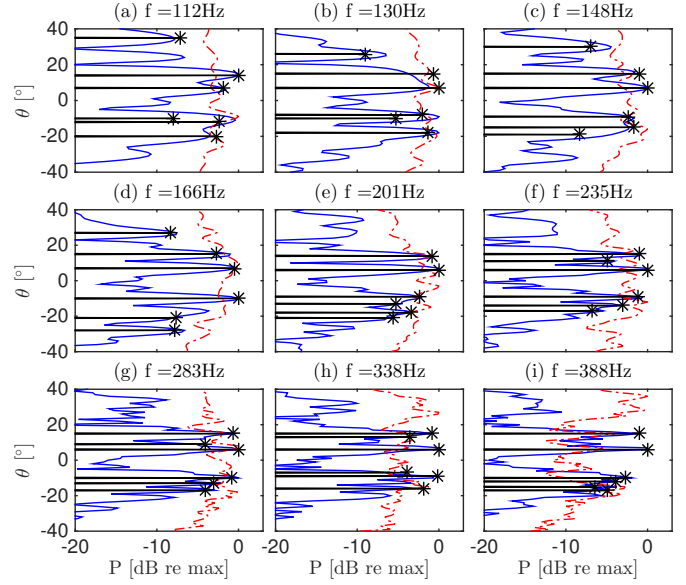 (a) f =112Hz (b) f =130Hz (c) f =148Hz
40
20
0
-20
-40
θ [°]
(d) f =166Hz (e) f =201Hz (f) f =235Hz
40
20
0
-20
-40
θ [°]
(g) f =283Hz (h) f =338Hz (i) f =388Hz
40
20
0
-20
-40
θ [°]
-20 -10 0 -20 -10 0 -20 -10 0
P [dB re max] P [dB re max] P [dB re max]